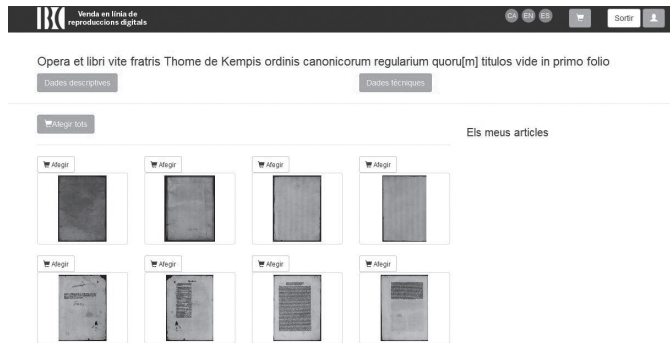 Venda en línia de
reproduccions digitals
CA EN ES
Sortir
Opera et libri vite fratris Thome de Kempis ordinis canonicorum regularium quoru[m] titulos vide in primo folio
Dades descriptives
Dades tècniques
Afegir tots
Els meus articles
Afegir
Afegir
Afegir
Afegir
Afegir
Afegir
Afegir
Afegir